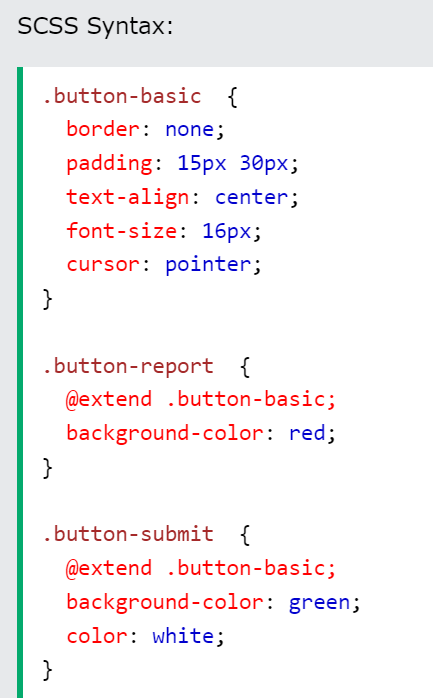 SCSS Syntax:
.button-basic  {
  border: none;
  padding: 15px 30px;
  text-align: center;
  font-size: 16px;
  cursor: pointer;
}

.button-report  {
  @extend .button-basic;
  background-color: red;
}

.button-submit  {
  @extend .button-basic;
  background-color: green;
  color: white;
}